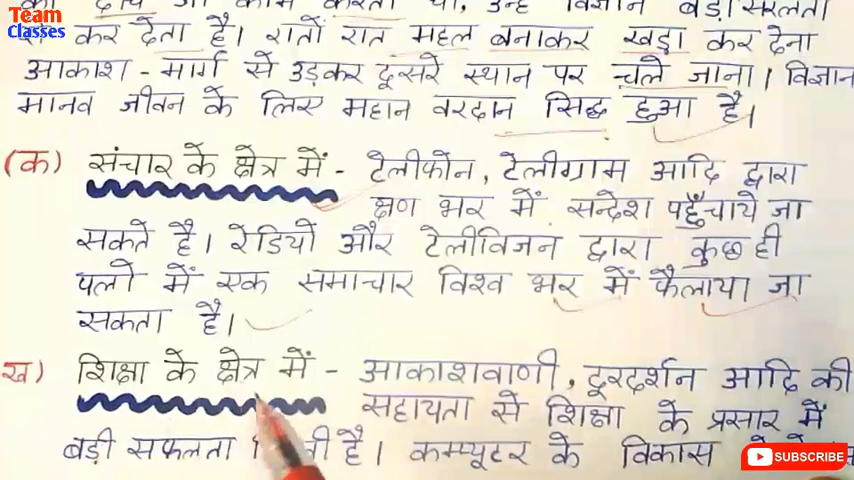 Team
Classes
विज्ञान बड़ी सरलता
से कर देता है। रातों रात महल बनाकर खड़ा कर देना
आकाश - मार्ग से उड़कर दूसरे स्थान पर चले जाना। विज्ञान
मानव जीवन के लिए महान वरदान सिद्ध हुआ है।
(क) संचार के क्षेत्र में - टेलीफोन, टेलीग्राम आदि द्वारा
क्षण भर में सन्देश पहुँचाये जा
सकते है। रेडियो और टेलीविजन द्वारा कुछ ही
पलो में एक समाचार विश्व भर में फैलाया जा
सकता है।
ख) शिक्षा के क्षेत्र में - आकाशवाणी, दूरदर्शन आदि की
सहायता से शिक्षा के प्रसार में
बड़ी सफलता है। कम्प्यूटर के विकास
SUBSCRIBE